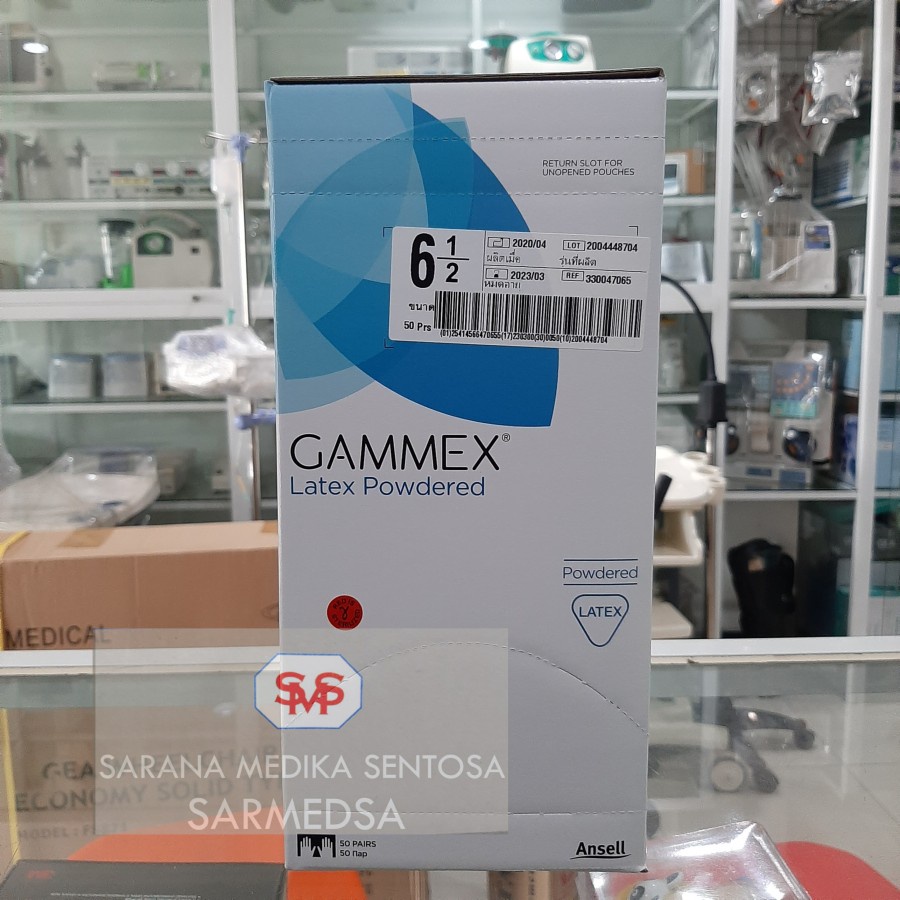 RETURN SLOT FOR
UNOPENED POUCHES
6 1/2
2020/04
LOT 2004448704
ผลิตเมื่อ
รุ่นที่ผลิต
2023/03
REF 330047065
หมดอายุ
ขนาด
50 Prs
(01)25414566470655(17)230300(30)0050(10)2004448704
GAMMEX®
Latex Powdered
Powdered
LATEX
MEDICAL
SMS
SARANA MEDIKA SENTOSA
SARMEDSA
ECONOMY SOLID
MODEL:
50 PAIRS
50 Пар
Ansell